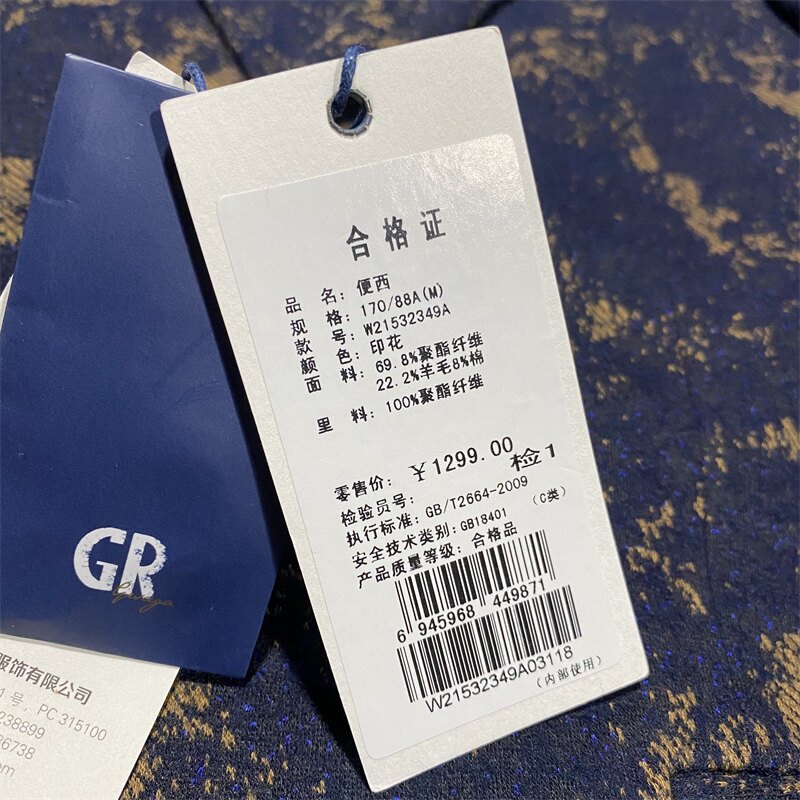 合格证
品 名: 便西
规 格: 170/88A(M)
款 号: W21532349A
颜 色: 印花
面 料: 69.8%聚酯纤维
22.2%羊毛8%棉
里 料: 100%聚酯纤维
零售价: ¥1299.00
检验员号: 检1
执行标准: GB/T2664-2009
安全技术类别: GB18401 (C类)
产品质量等级: 合格品
6 945968 449871
W21532349A03118
(内部使用)
GR
服饰有限公司
号, PC 315100
238899
6738
om